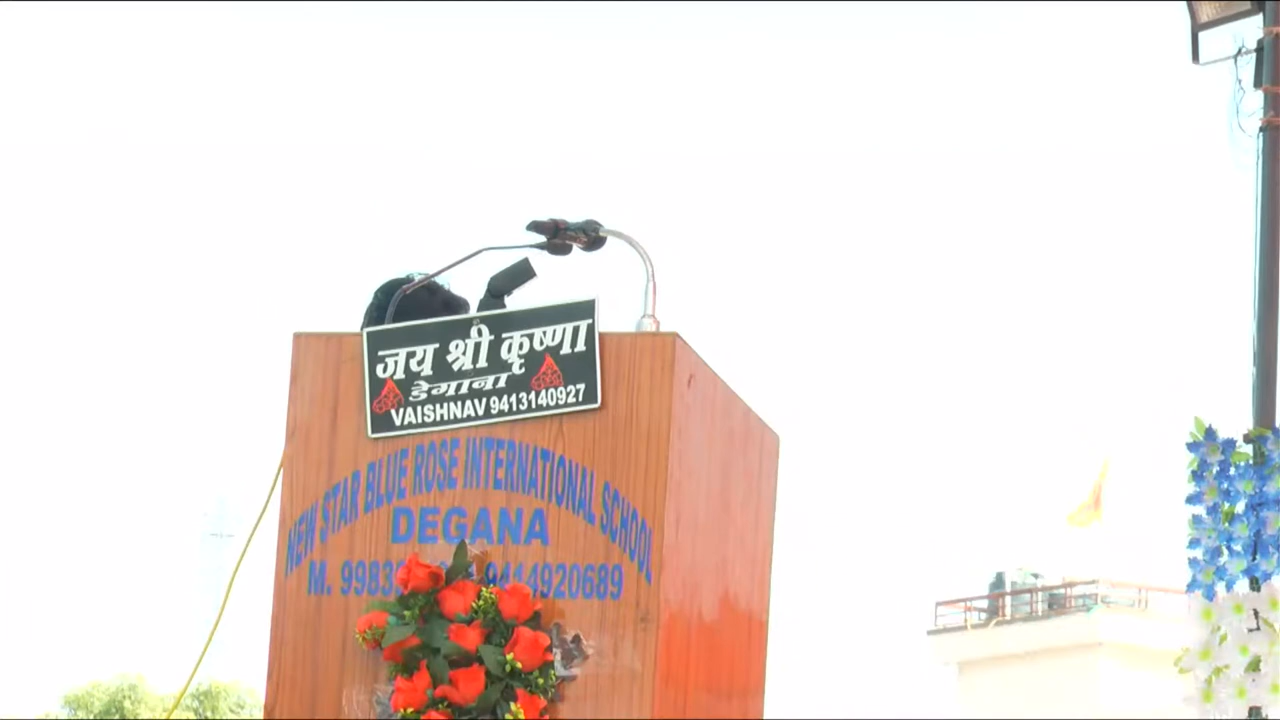 जय श्री कृष्णा
डेगाना
VAISHNAV 9413140927
NEW STAR BLUE ROSE INTERNATIONAL SCHOOL
DEGANA
M. 9414920689